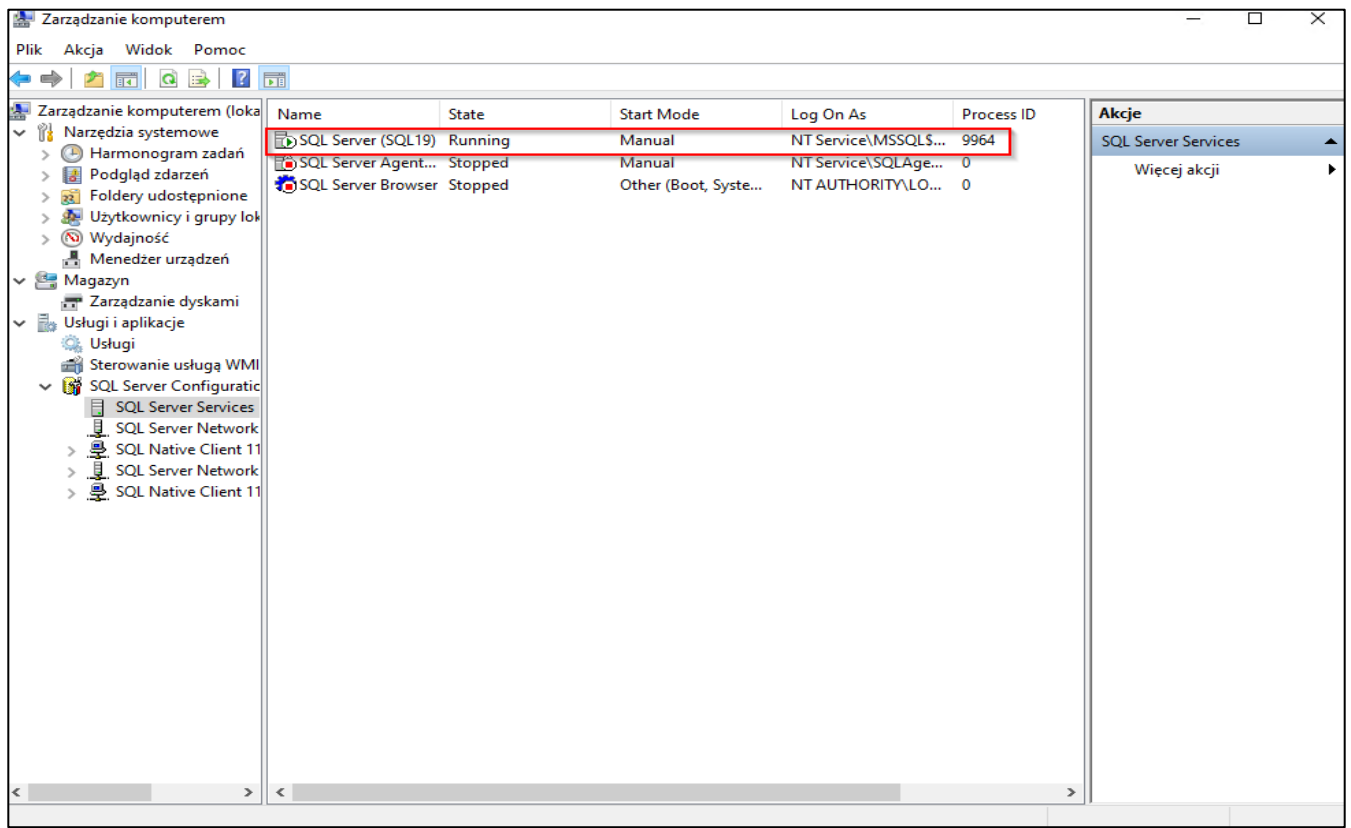 Zarządzanie komputerem
Plik Akcja Widok Pomoc
Zarządzanie komputerem (loka
Narzędzia systemowe
Harmonogram zadań
Podgląd zdarzeń
Foldery udostępnione
Użytkownicy i grupy lok
Wydajność
Menedżer urządzeń
Magazyn
Zarządzanie dyskami
Usługi i aplikacje
Usługi
Sterowanie usługą WMI
SQL Server Configuratic
SQL Server Services
SQL Server Network
SQL Native Client 11
SQL Server Network
SQL Native Client 11
Name State Start Mode Log On As Process ID
SQL Server (SQL19) Running Manual NT Service\MSSQL$... 9964
SQL Server Agent... Stopped Manual NT Service\SQLAge... 0
SQL Server Browser Stopped Other (Boot, Syste... NT AUTHORITY\LO... 0
Akcje
SQL Server Services
Więcej akcji